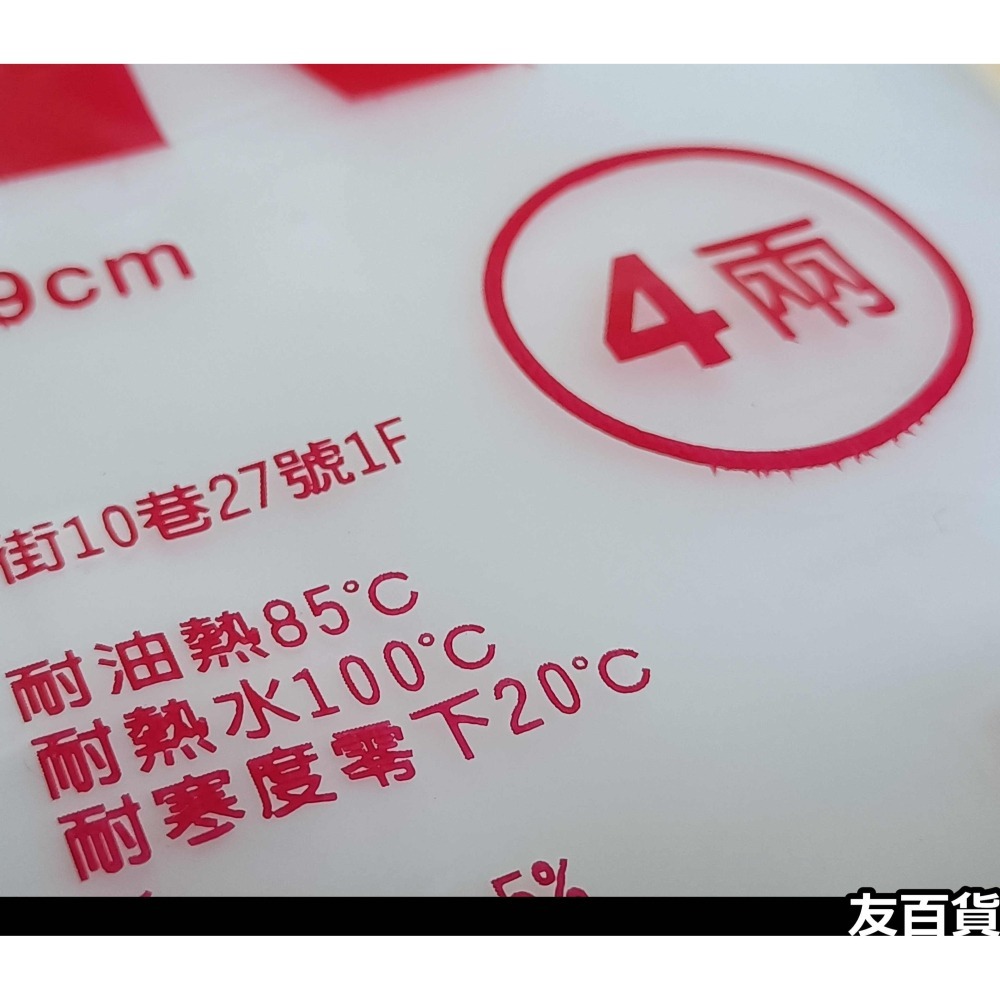 4兩
9cm
街10巷27號1F
耐油熱85℃
耐熱水100℃
耐寒度零下20℃
5%
友百貨